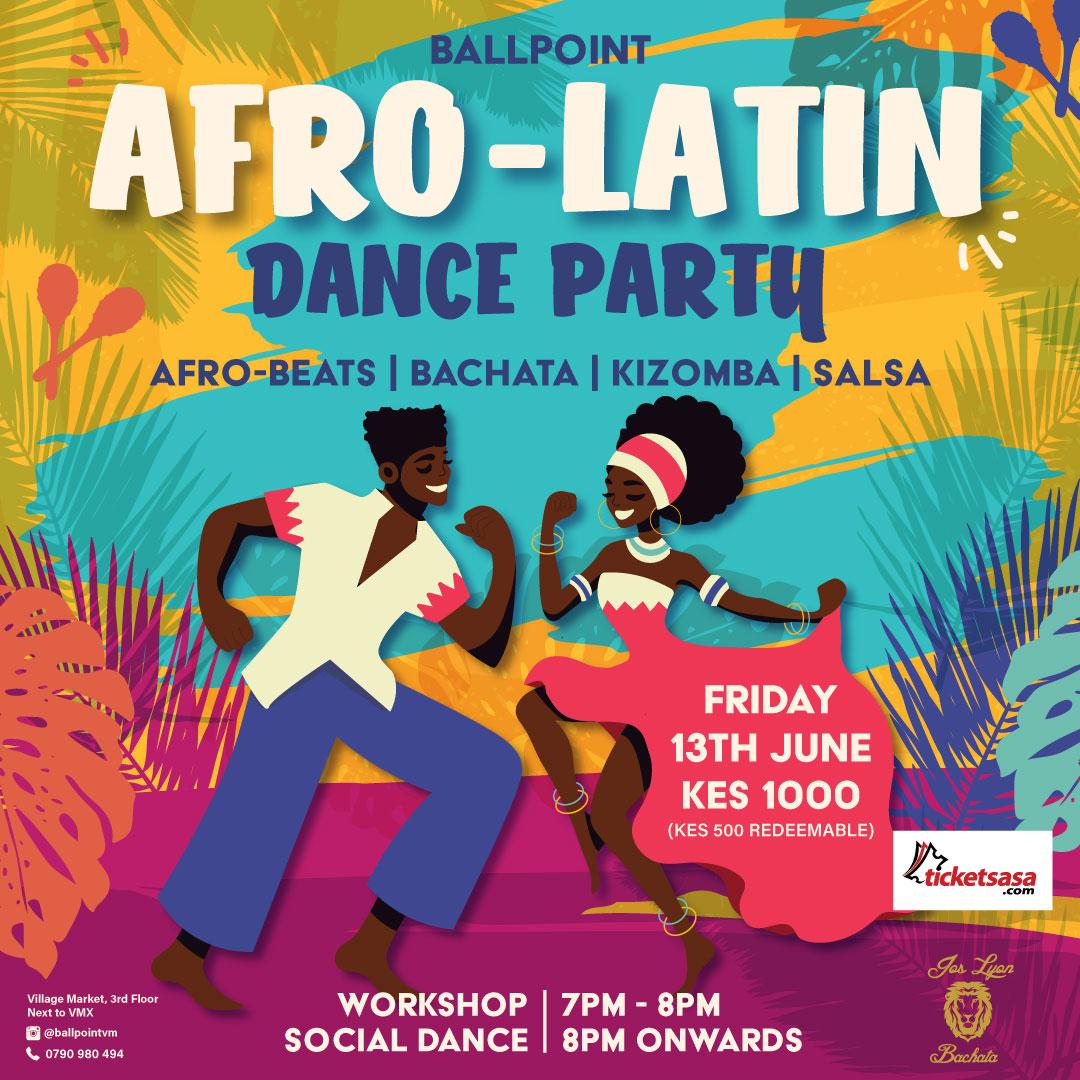 BALLPOINT
AFRO-LATIN
DANCE PARTY
AFRO-BEATS | BACHATA | KIZOMBA | SALSA
FRIDAY
13TH JUNE
KES 1000
(KES 500 REDEEMABLE)
ticketsasa
.com
Jos Lyon
Bachata
WORKSHOP | 7PM - 8PM
SOCIAL DANCE | 8PM ONWARDS
Village Market, 3rd Floor
Next to VMX
@ballpointvm
0790 980 494